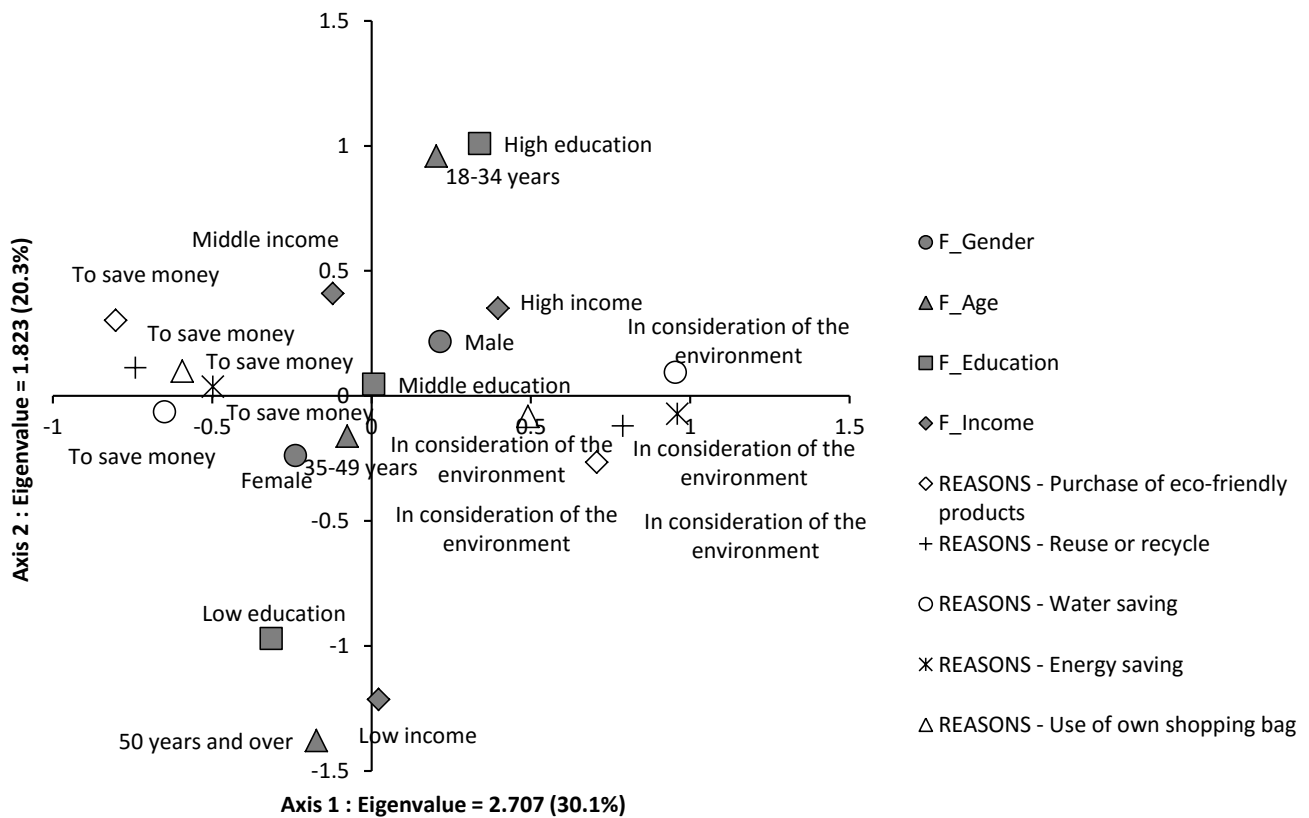 1.5
1
High education
18-34 years
Middle income
0.5
To save money
High income
To save money
In consideration of the
environment
Male
To save money
Middle education
0
-1
-0.5
0
0.5
1
1.5
To save money
To save money
In consideration of the
environment
In consideration of the
environment
35-49 years
Female
-0.5
In consideration of the
environment
In consideration of the
environment
Low education
-1
50 years and over
Low income
-1.5
Axis 2 : Eigenvalue = 1.823 (20.3%)
Axis 1 : Eigenvalue = 2.707 (30.1%)
F_Gender
F_Age
F_Education
F_Income
REASONS - Purchase of eco-friendly
products
REASONS - Reuse or recycle
REASONS - Water saving
REASONS - Energy saving
REASONS - Use of own shopping bag